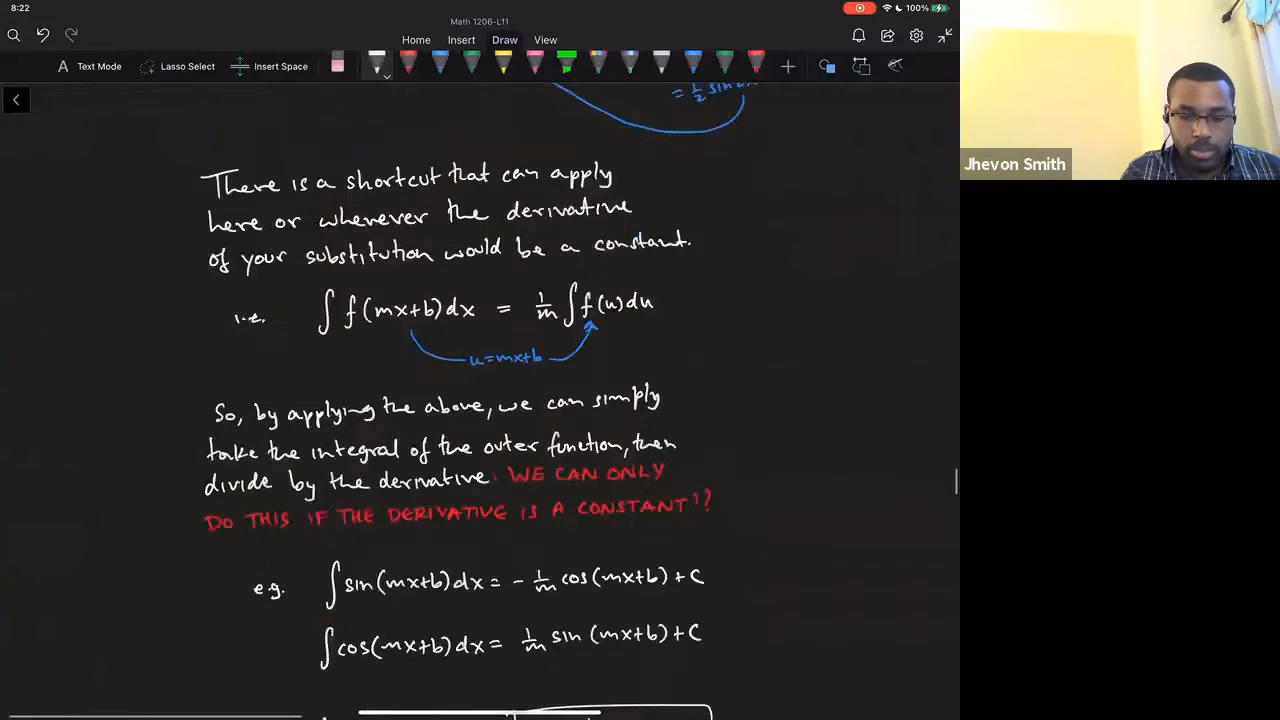 8:22
100%
Math 1206-L11
Home Insert Draw View
Text Mode Lasso Select Insert Space
Jhevon Smith
There is a shortcut that can apply
here or wherever the derivative
of your substitution would be a constant.
i.e. ∫ f(mx+b)dx = 1/m ∫ f(u)du
u=mx+b
So, by applying the above, we can simply
take the integral of the outer function, then
divide by the derivative. WE CAN ONLY
DO THIS IF THE DERIVATIVE IS A CONSTANT!?
e.g. ∫ sin(mx+b)dx = - 1/m cos(mx+b)+C
∫ cos(mx+b)dx = 1/m sin(mx+b)+C